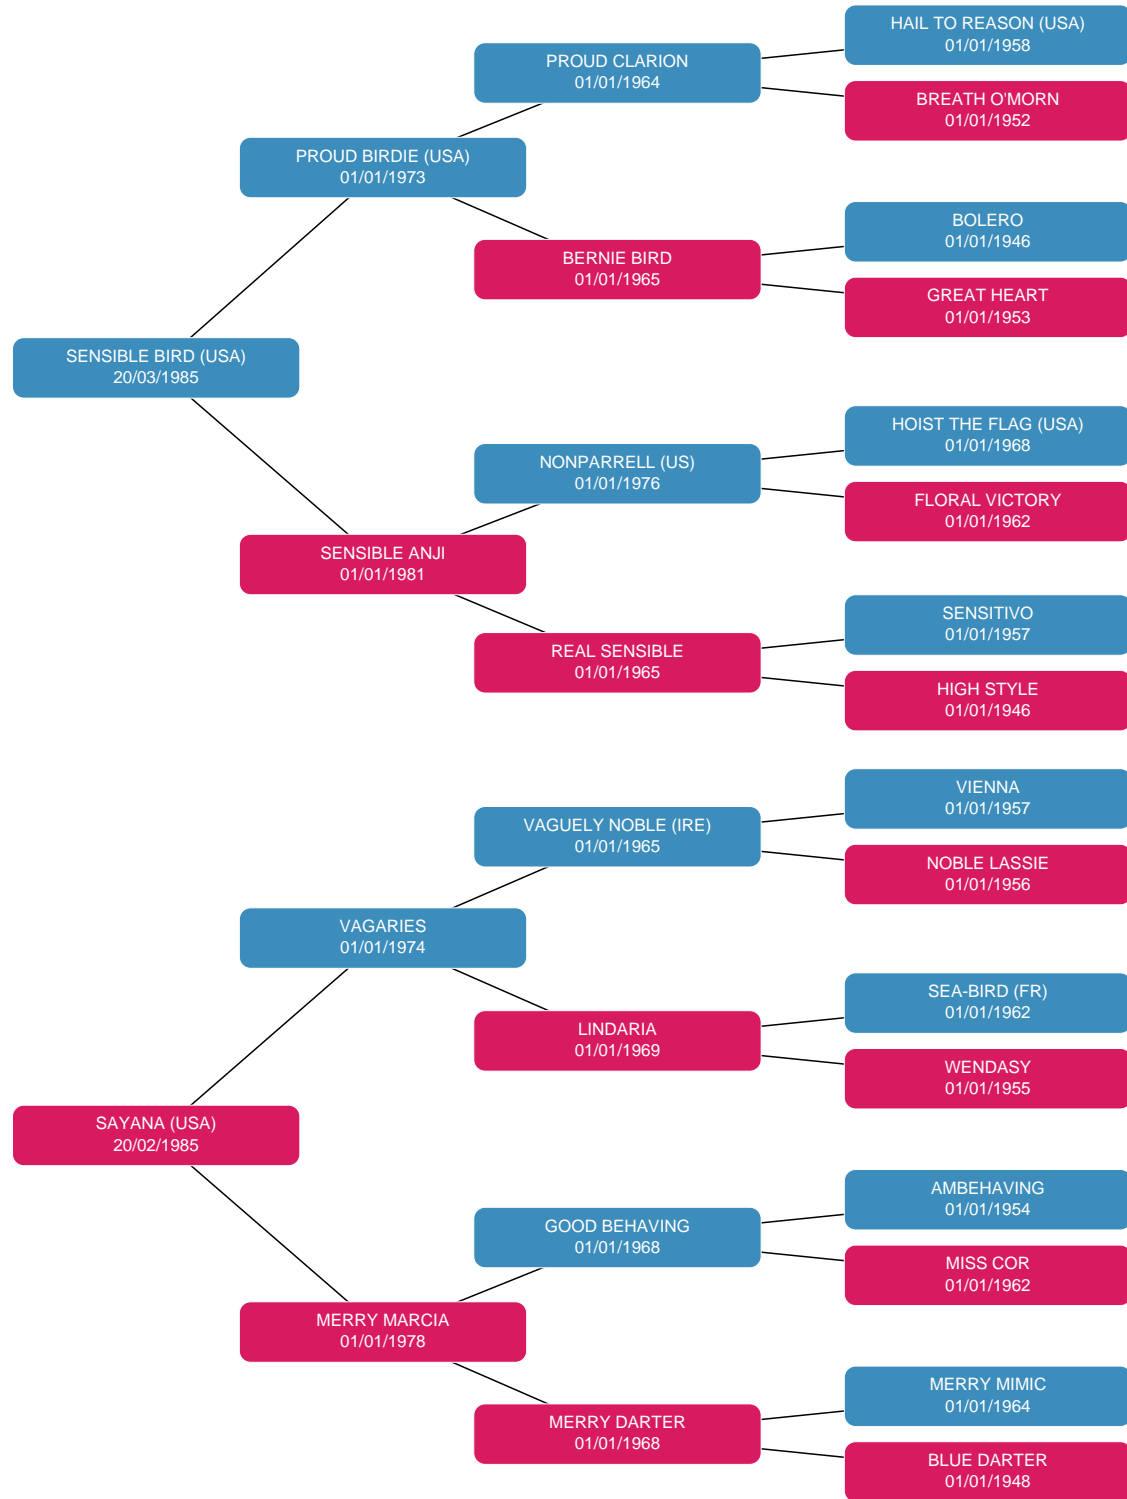 HAIL TO REASON (USA)
01/01/1958
PROUD CLARION
01/01/1964
BREATH O'MORN
01/01/1952
PROUD BIRDIE (USA)
01/01/1973
BOLERO
01/01/1946
BERNIE BIRD
01/01/1965
GREAT HEART
01/01/1953
SENSIBLE BIRD (USA)
20/03/1985
HOIST THE FLAG (USA)
01/01/1968
NONPARRELL (US)
01/01/1976
FLORAL VICTORY
01/01/1962
SENSIBLE ANJI
01/01/1981
SENSITIVO
01/01/1957
REAL SENSIBLE
01/01/1965
HIGH STYLE
01/01/1946
VIENNA
01/01/1957
VAGUELY NOBLE (IRE)
01/01/1965
NOBLE LASSIE
01/01/1956
VAGARIES
01/01/1974
SEA-BIRD (FR)
01/01/1962
LINDARIA
01/01/1969
WENDASY
01/01/1955
SAYANA (USA)
20/02/1985
AMBEHAVING
01/01/1954
GOOD BEHAVING
01/01/1968
MISS COR
01/01/1962
MERRY MARCIA
01/01/1978
MERRY MIMIC
01/01/1964
MERRY DARTER
01/01/1968
BLUE DARTER
01/01/1948